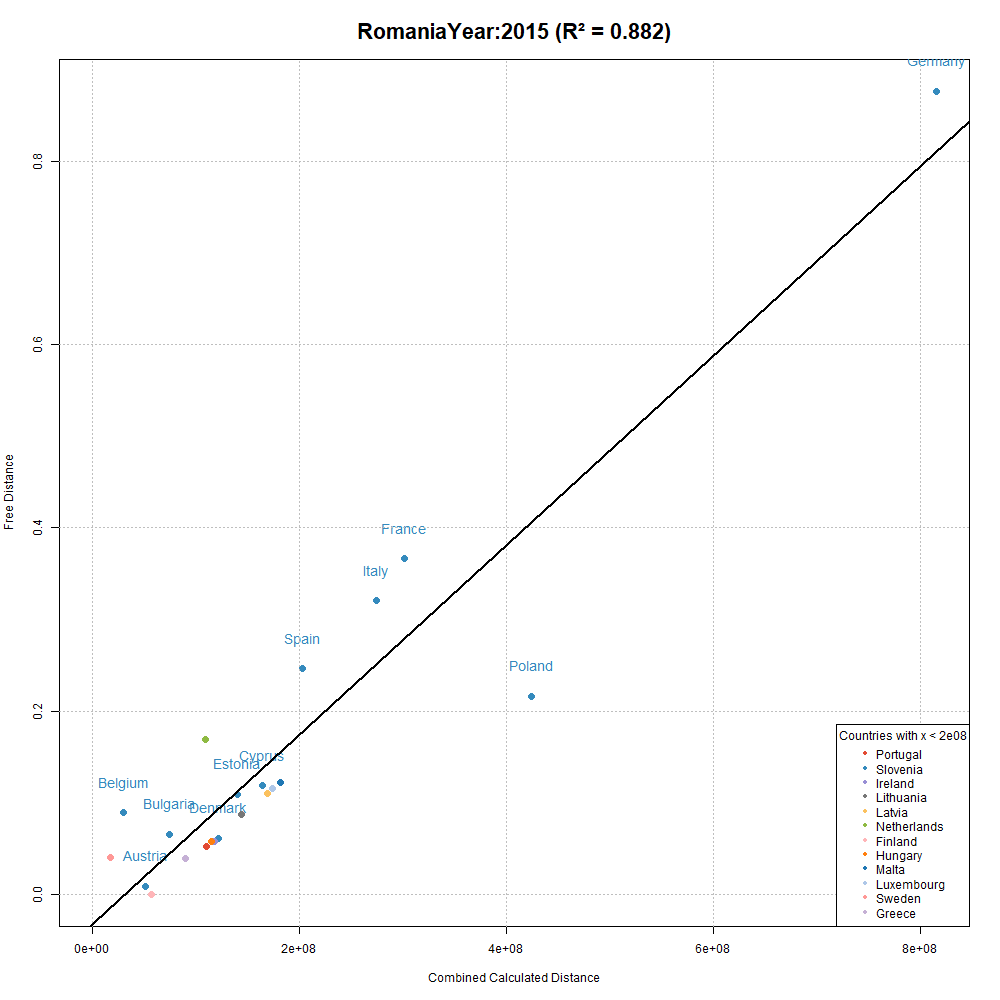 RomaniaYear:2015 (R² = 0.882)
Germany
0.8
0.6
Free Distance
0.4
France
Italy
Spain
Poland
0.2
Cyprus
Estonia
Belgium
Bulgaria
Denmark
Austria
0.0
Countries with x < 2e08
Portugal
Slovenia
Ireland
Lithuania
Latvia
Netherlands
Finland
Hungary
Malta
Luxembourg
Sweden
Greece
0e+00 2e+08 4e+08 6e+08 8e+08
Combined Calculated Distance